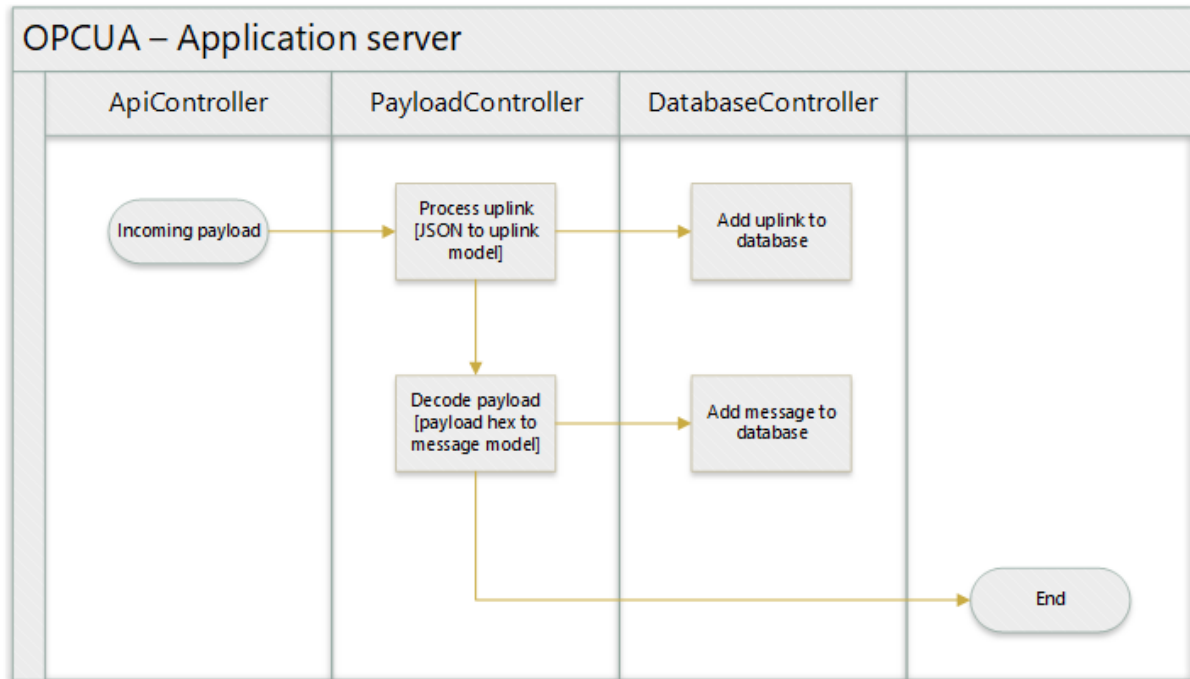 OPCUA – Application server
ApiController
PayloadController
DatabaseController
Incoming payload
Process uplink
[JSON to uplink
model]
Add uplink to
database
Decode payload
[payload hex to
message model]
Add message to
database
End